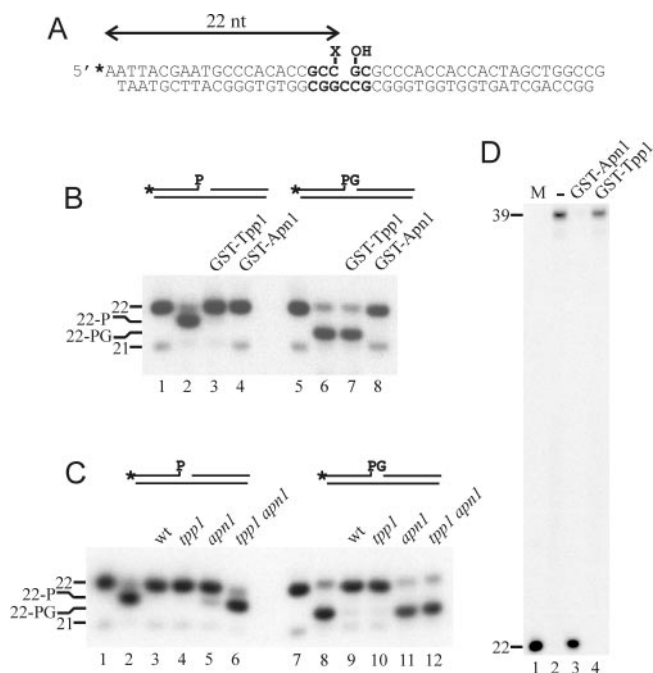 A
22 nt
X OH
5' *AATTACGAATGCCCACACCGCC GCGCCCACCACCACTAGCTGGCCG
TAATGCTTACGGGTGTGGCGGCCGCGGGTGGTGGTGATCGACCGG
B
* P * PG
GST-Tpp1 GST-Apn1 GST-Tpp1 GST-Apn1
22
22-P
22-PG
21
1 2 3 4 5 6 7 8
C
* P * PG
wt tpp1 apn1 tpp1 apn1 wt tpp1 apn1 tpp1 apn1
22
22-P
22-PG
21
1 2 3 4 5 6 7 8 9 10 11 12
D
M – GST-Apn1 GST-Tpp1
39
22
1 2 3 4